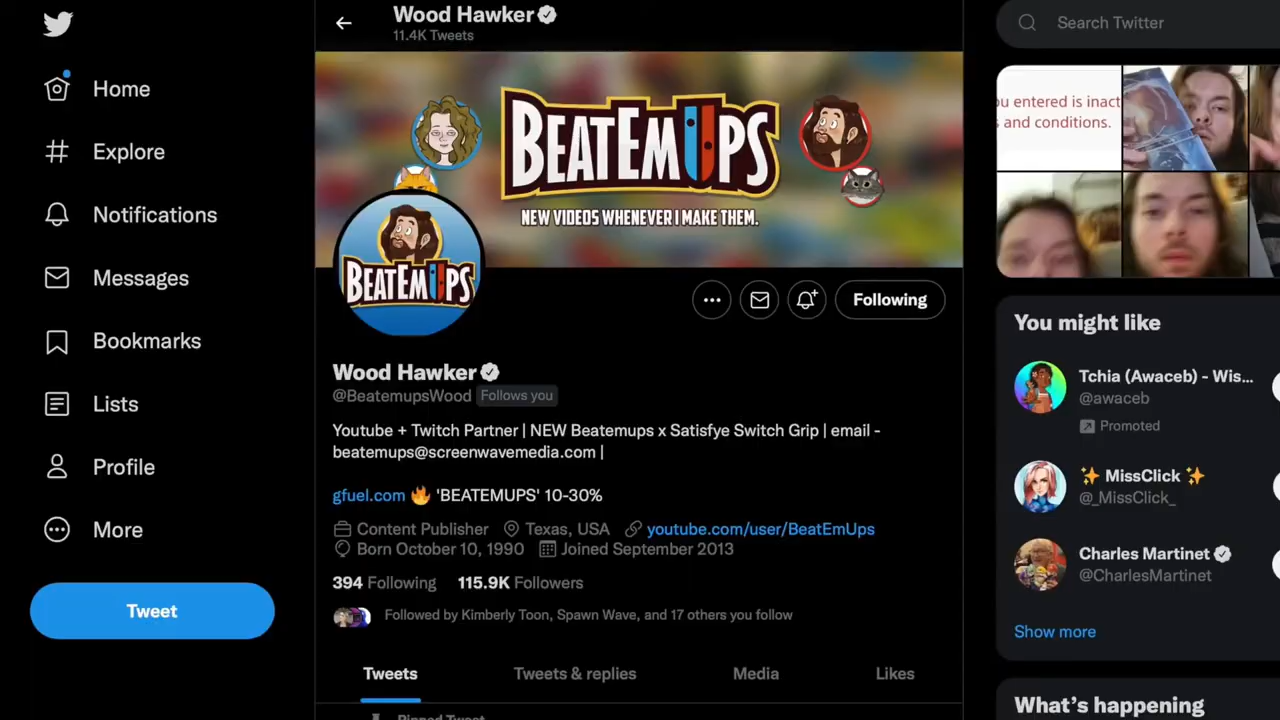 Home
Explore
Notifications
Messages
Bookmarks
Lists
Profile
More
Tweet
Wood Hawker
11.4K Tweets
BEATEMUPS
NEW VIDEOS WHENEVER I MAKE THEM.
BEATEMUPS
Following
Wood Hawker
@BeatemupsWood Follows you
Youtube + Twitch Partner | NEW Beatemups x Satisfye Switch Grip | email -
beatemups@screenwavemedia.com |
gfuel.com 🔥 'BEATEMUPS' 10-30%
Content Publisher Texas, USA youtube.com/user/BeatEmUps
Born October 10, 1990 Joined September 2013
394 Following 115.9K Followers
Followed by Kimberly Toon, Spawn Wave, and 17 others you follow
Tweets Tweets & replies Media Likes
Pinned Tweet
Search Twitter
u entered is inact
s and conditions.
You might like
Tchia (Awaceb) - Wis...
@awaceb
Promoted
✨ MissClick ✨
@_MissClick_
Charles Martinet
@CharlesMartinet
Show more
What's happening